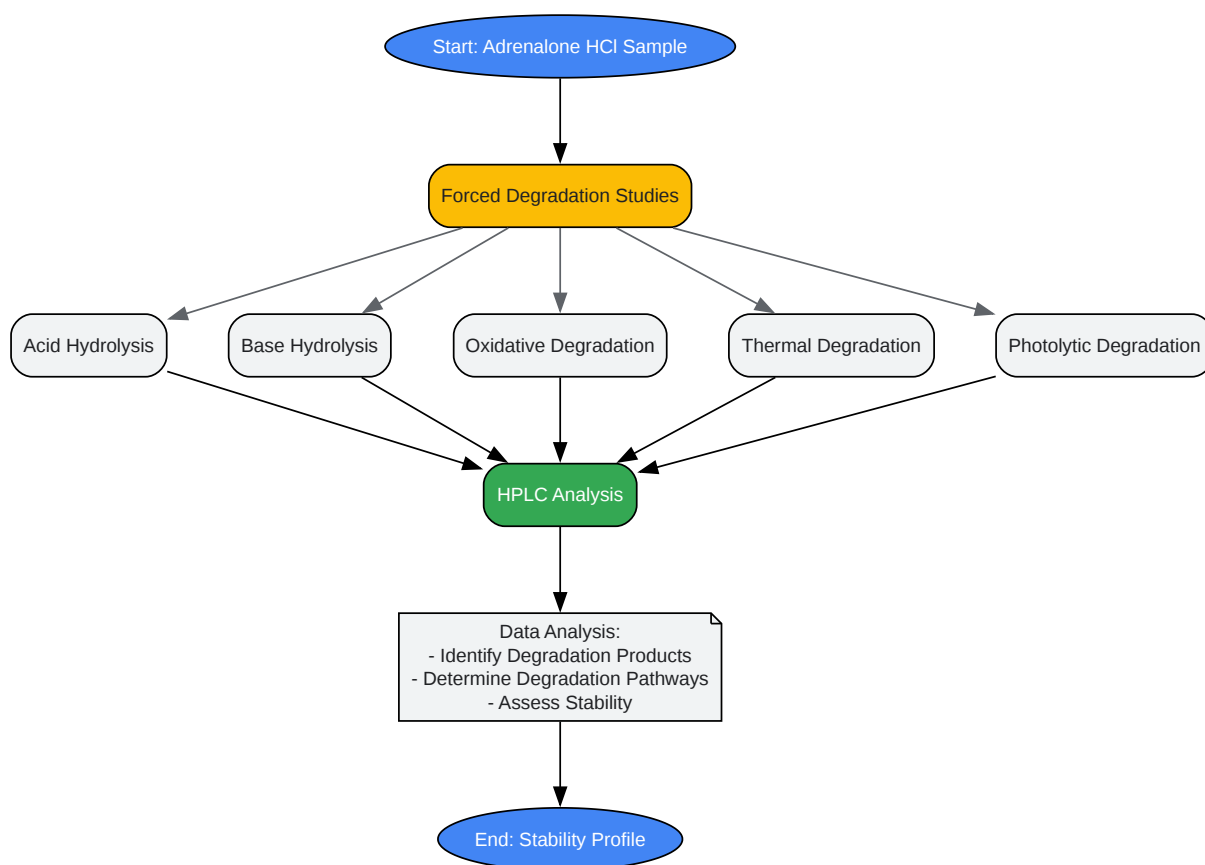 Start: Adrenalone HCl Sample
Forced Degradation Studies
Acid Hydrolysis
Base Hydrolysis
Oxidative Degradation
Thermal Degradation
Photolytic Degradation
HPLC Analysis
Data Analysis:
- Identify Degradation Products
- Determine Degradation Pathways
- Assess Stability
End: Stability Profile